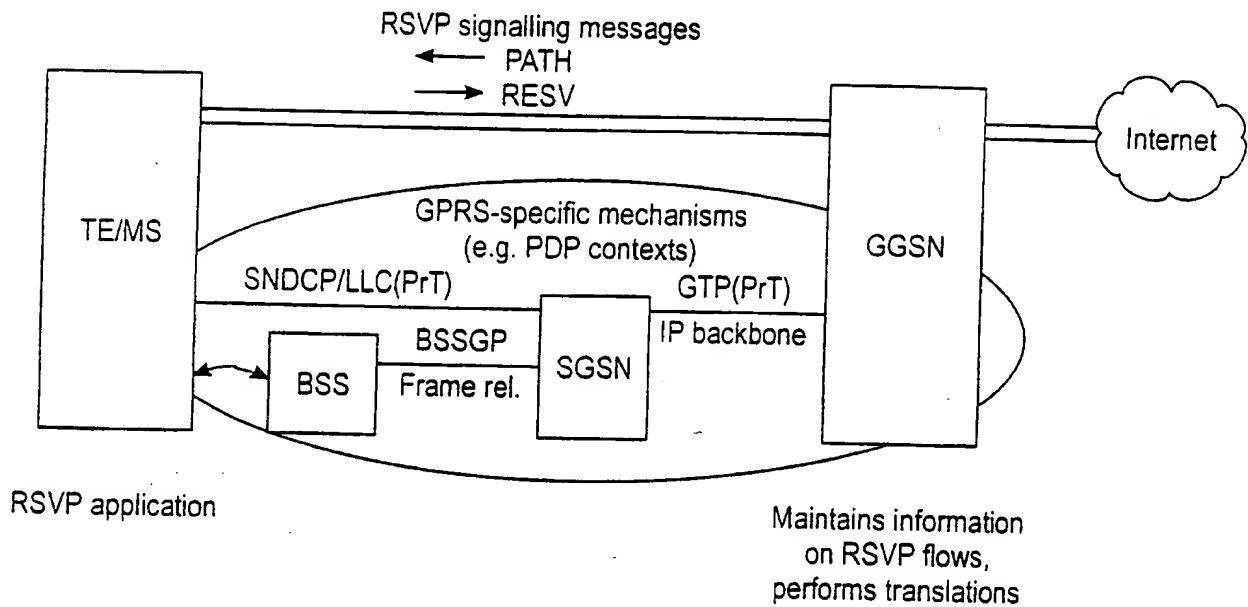 RSVP signalling messages
PATH
RESV
Internet
TE/MS
GPRS-specific mechanisms
(e.g. PDP contexts)
GGSN
SNDCP/LLC(PrT)
GTP(PrT)
IP backbone
BSSGP
SGSN
BSS
Frame rel.
RSVP application
Maintains information
on RSVP flows,
performs translations